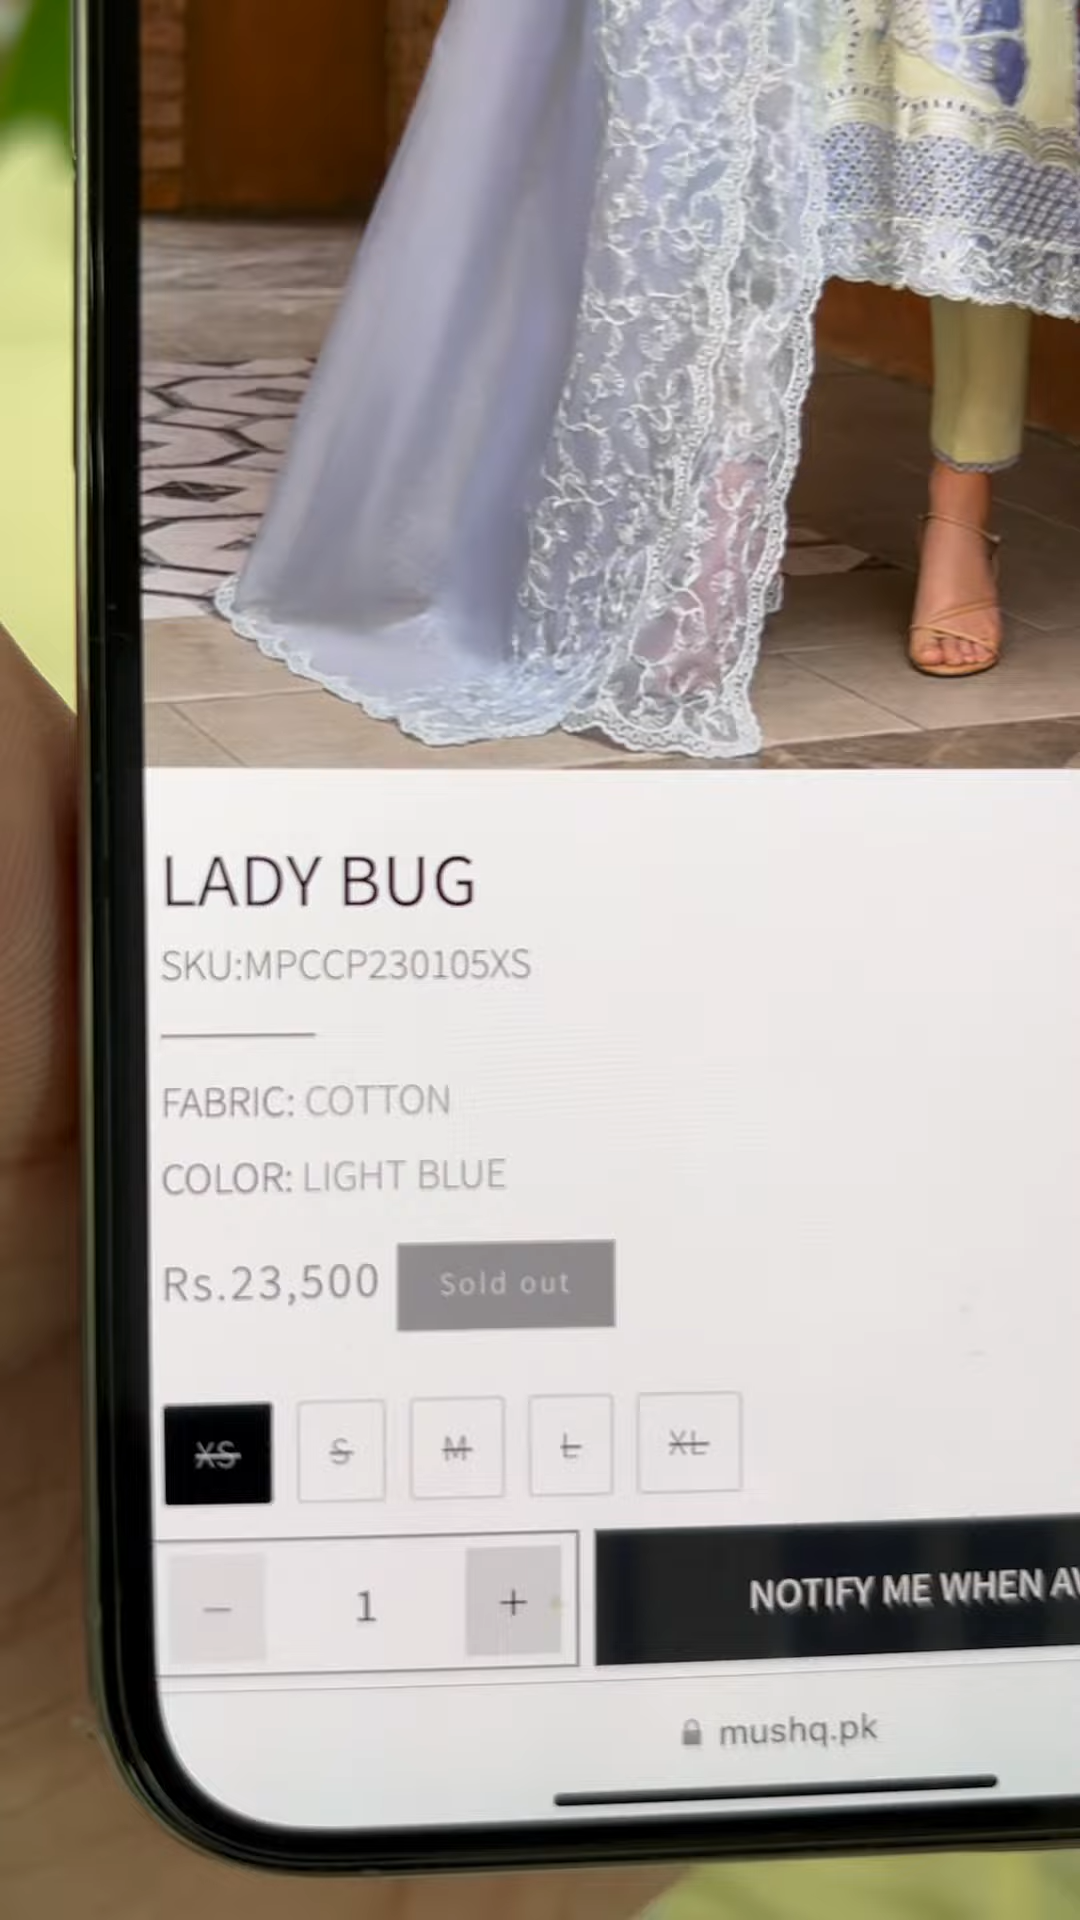 LADY BUG
SKU:MPCCP230105XS
FABRIC: COTTON
COLOR: LIGHT BLUE
Rs.23,500 Sold out
XS S M L XL
− 1 + NOTIFY ME WHEN AV
mushq.pk